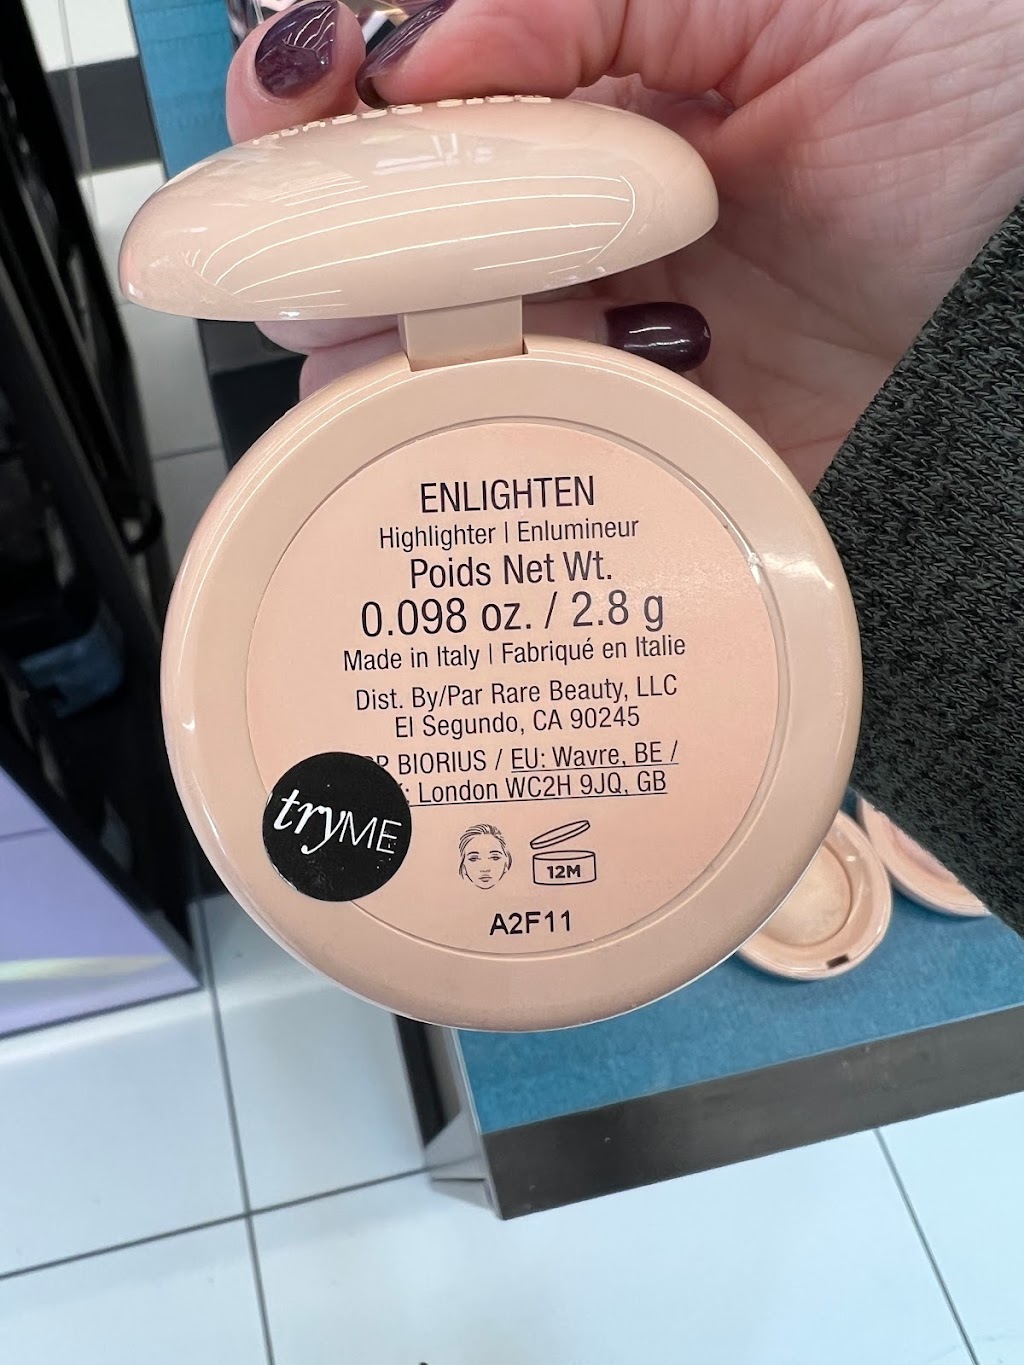 ENLIGHTEN
Highlighter | Enlumineur
Poids Net Wt.
0.098 oz. / 2.8 g
Made in Italy | Fabriqué en Italie
Dist. By/Par Rare Beauty, LLC
El Segundo, CA 90245
BIORIUS / EU: Wavre, BE /
London WC2H 9JQ, GB
tryME
12M
A2F11